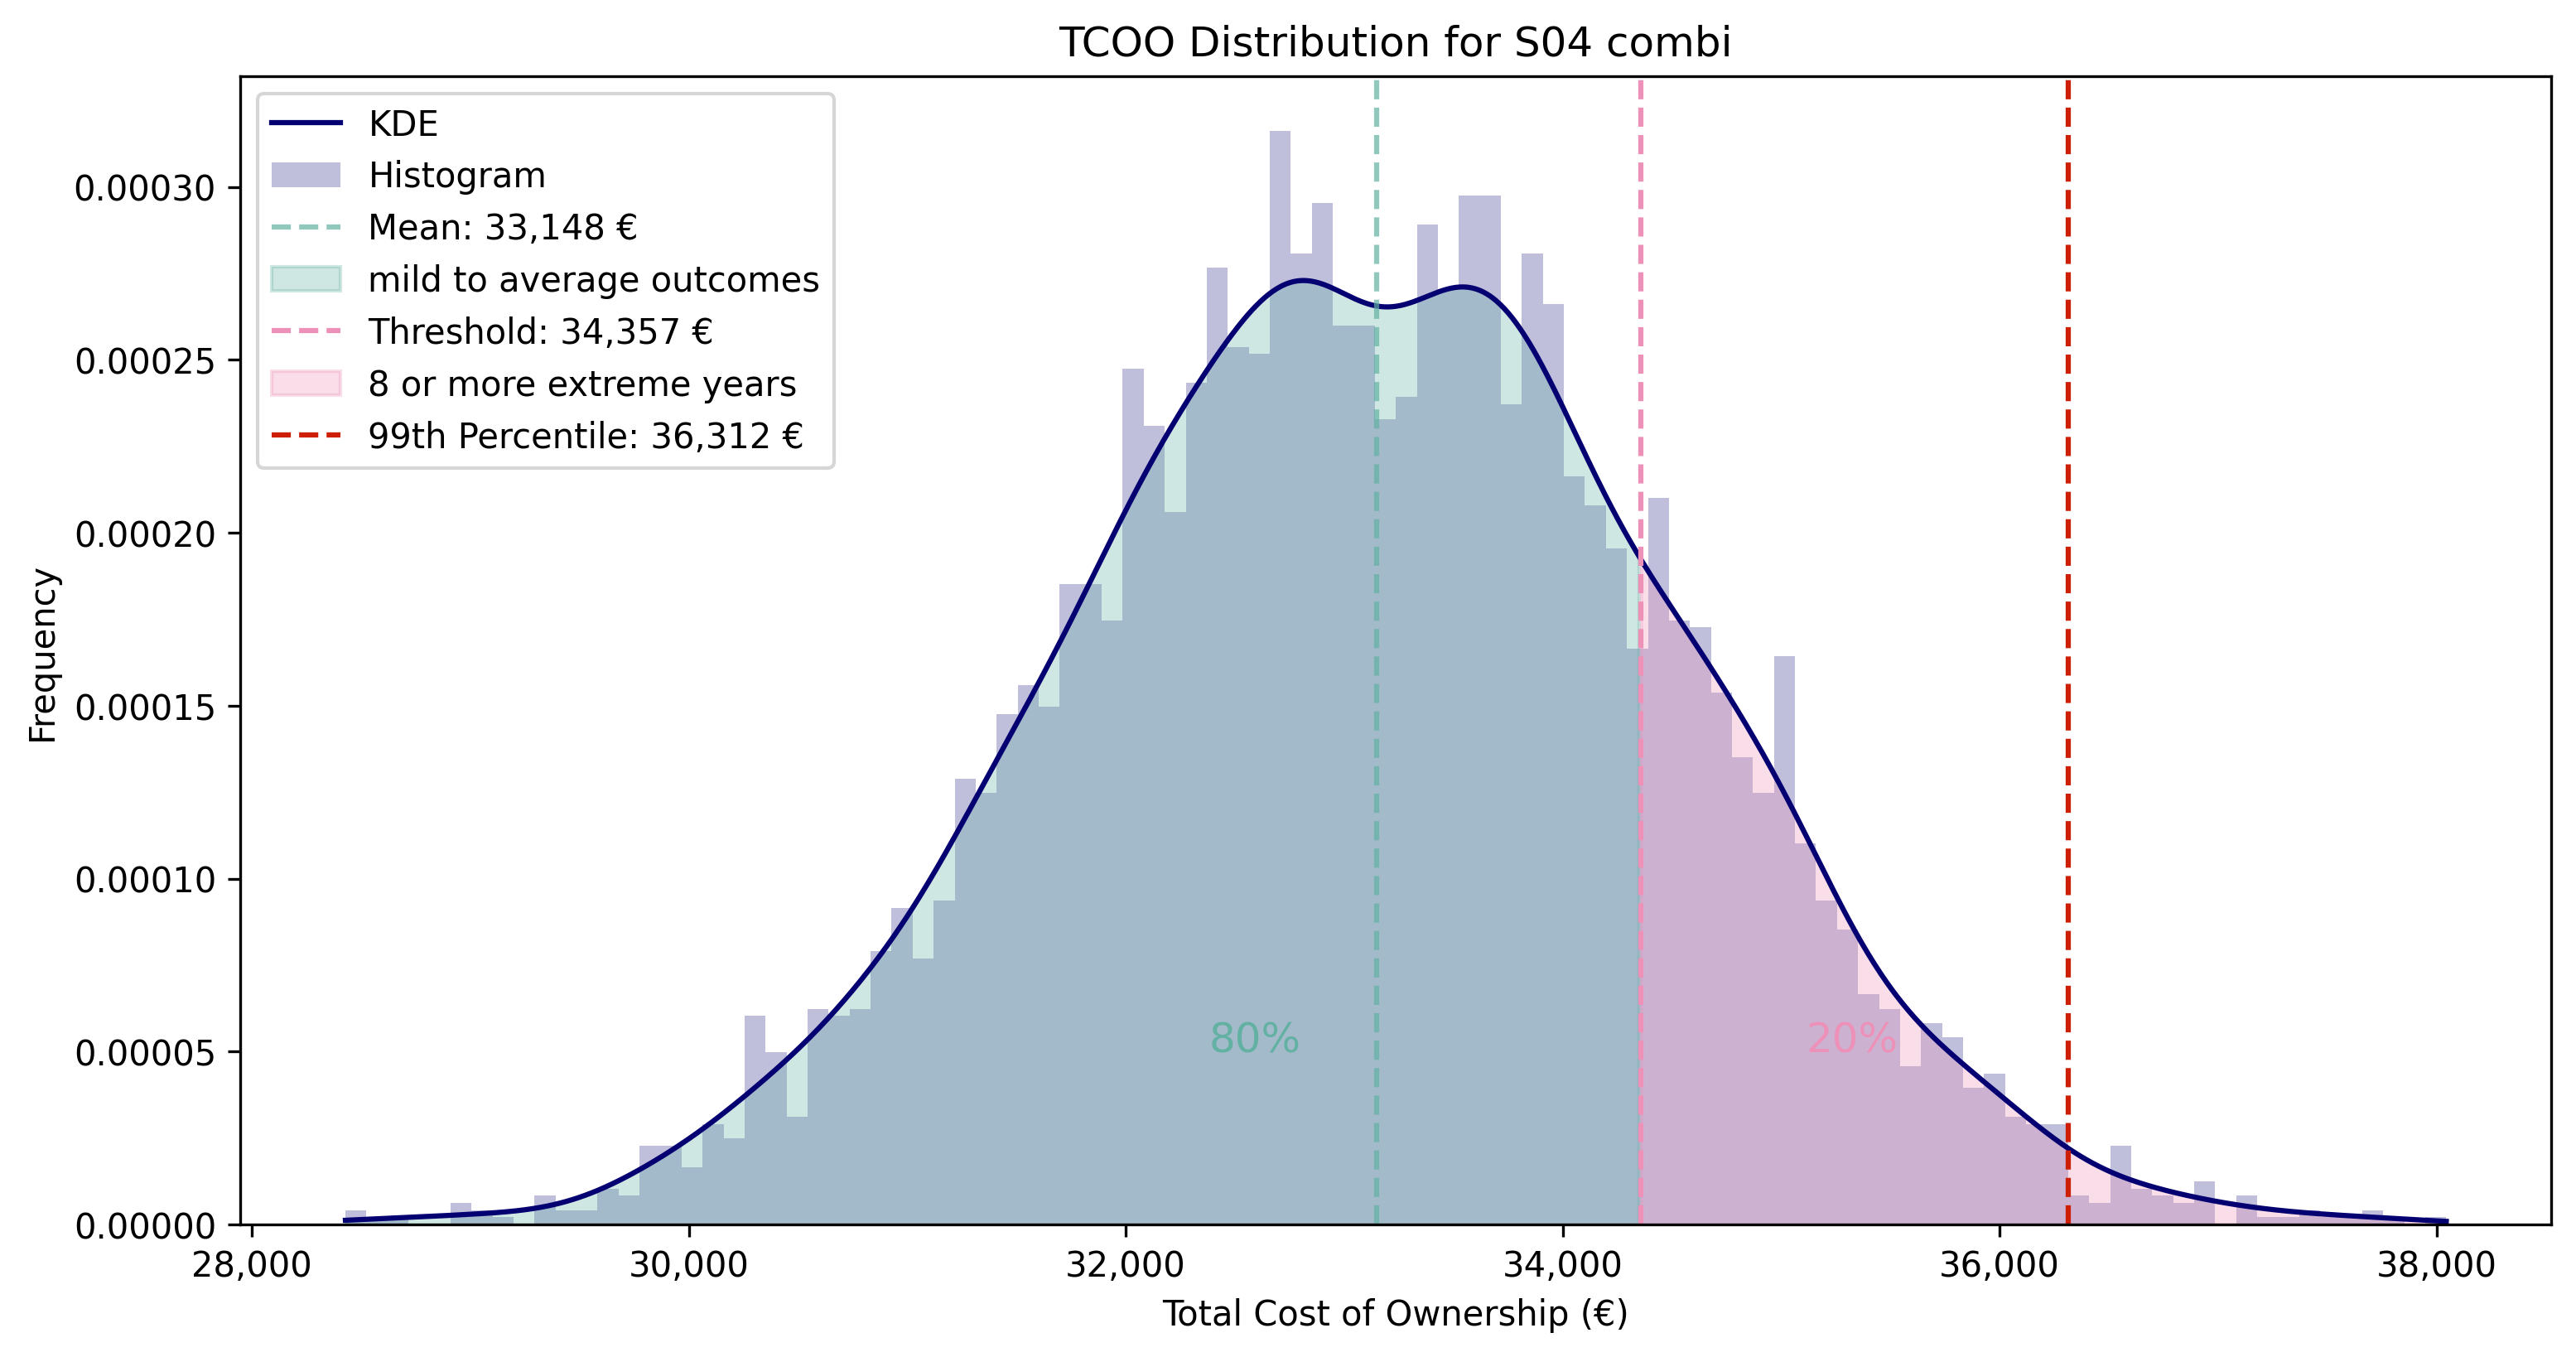 TCOO Distribution for S04 combi
KDE
Histogram
Mean: 33,148 €
mild to average outcomes
Threshold: 34,357 €
8 or more extreme years
99th Percentile: 36,312 €
0.00030
0.00025
0.00020
0.00015
0.00010
0.00005
0.00000
Frequency
80%
20%
28,000
30,000
32,000
34,000
36,000
38,000
Total Cost of Ownership (€)